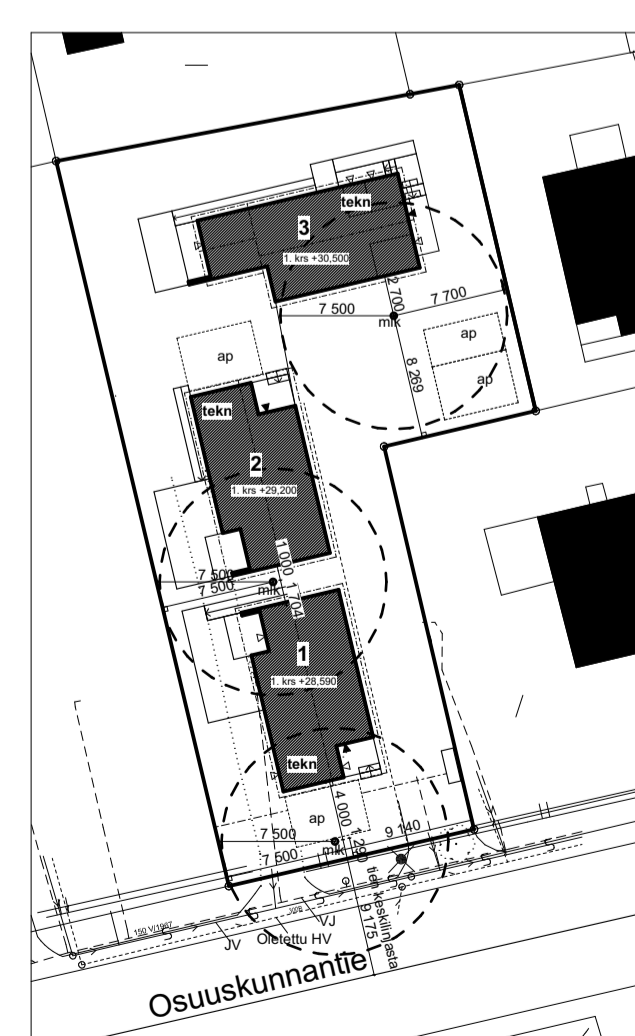 tekn
3
1. krs +30,500
2 700
7 700
7 500
mlk
ap
ap
8 269
ap
tekn
2
1. krs +29,200
1 000
7 500
7 500
mlk
1 704
1
1. krs +28,590
tekn
4 000
ap
7 500
9 140
mlk
7 500
1 290
tien keskilinjasta
9 175
150 V/1987
VJ
JV
Oletettu HV
Osuuskunnantie